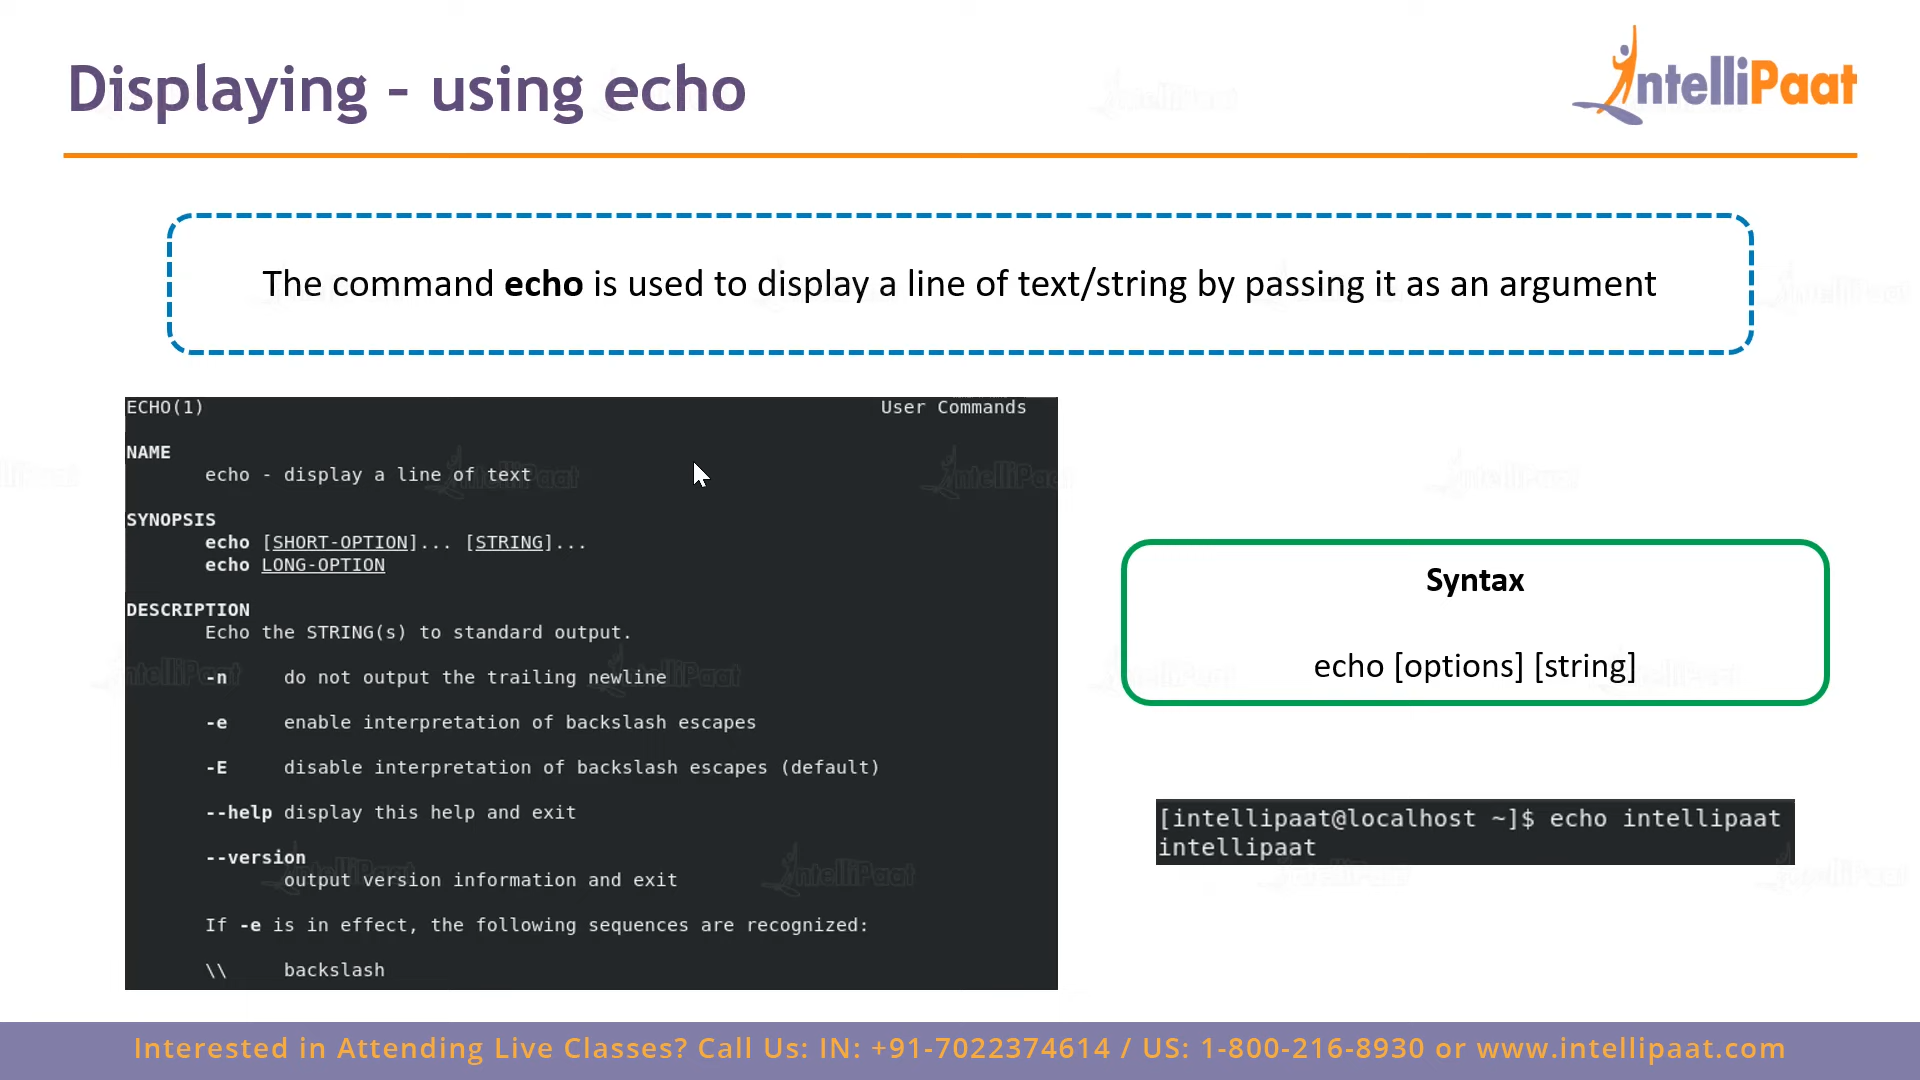 Displaying - using echo
IntelliPaat
The command echo is used to display a line of text/string by passing it as an argument
ECHO(1) User Commands
NAME
echo - display a line of text
SYNOPSIS
echo [SHORT-OPTION]... [STRING]...
echo LONG-OPTION
DESCRIPTION
Echo the STRING(s) to standard output.
-n do not output the trailing newline
-e enable interpretation of backslash escapes
-E disable interpretation of backslash escapes (default)
--help display this help and exit
--version
output version information and exit
If -e is in effect, the following sequences are recognized:
\\ backslash
Syntax
echo [options] [string]
[intellipaat@localhost ~]$ echo intellipaat
intellipaat
Interested in Attending Live Classes? Call Us: IN: +91-7022374614 / US: 1-800-216-8930 or www.intellipaat.com